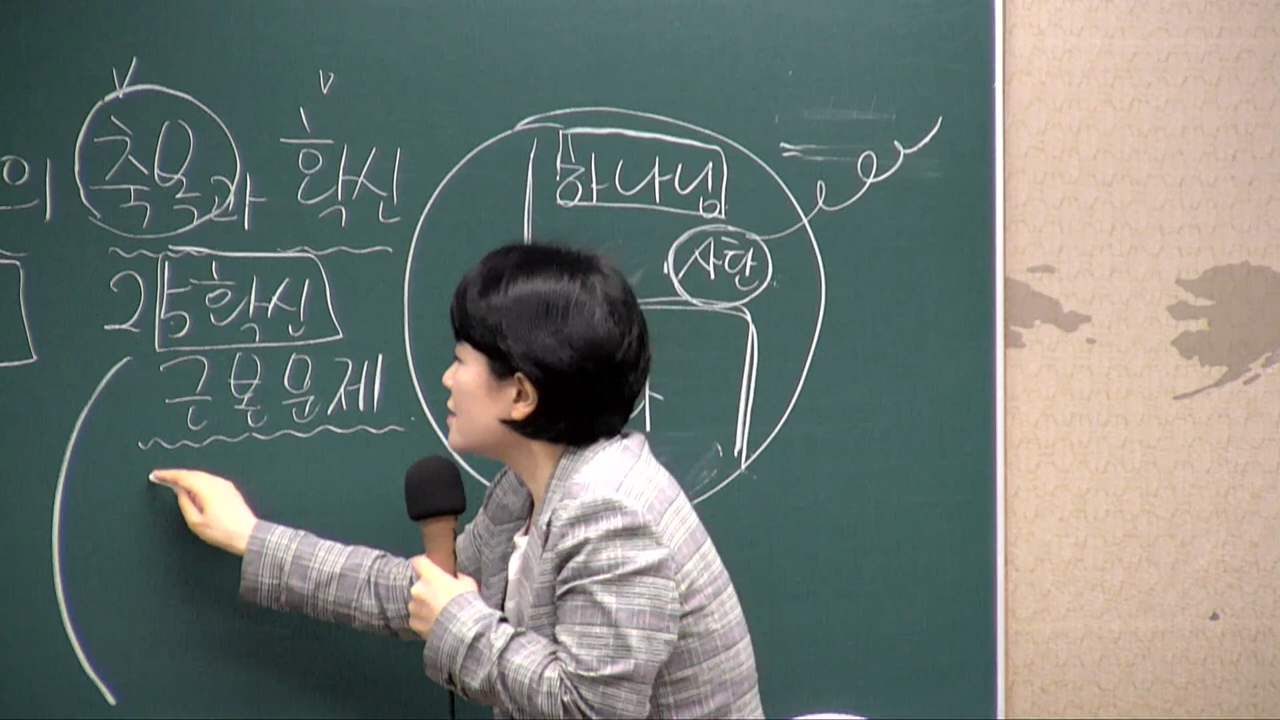 의 축복과 확신
25확신
근본문제
하나님
사탄